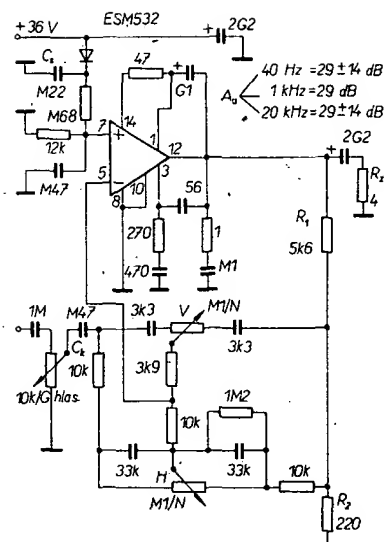 + 36 V
ESM532
2G2
Cs
M22
M68
12k
M47
47
G1
14
1
7
5
12
10
3
8
56
270
470
1
M1
40 Hz = 29 ± 14 dB
Au 1 kHz = 29 dB
20 kHz = 29 ± 14 dB
2G2
Rz
4
R1
5k6
1M
M47
Ck
3k3
V
M1/N
3k3
10k/G hlas.
10k
3k9
10k
1M2
33k
33k
H
M1/N
10k
R2
220